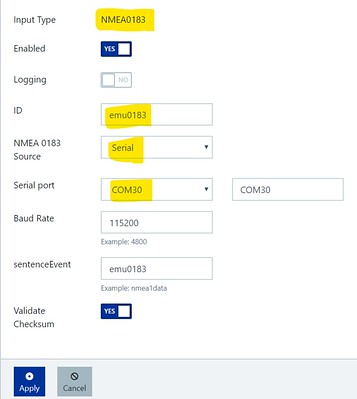 Input Type NMEA0183
Enabled YES
Logging NO
ID emu0183
NMEA 0183 Serial
Source
Serial port COM30 COM30
Baud Rate 115200
Example: 4800
sentenceEvent emu0183
Example: nmea1data
Validate YES
Checksum
Apply Cancel